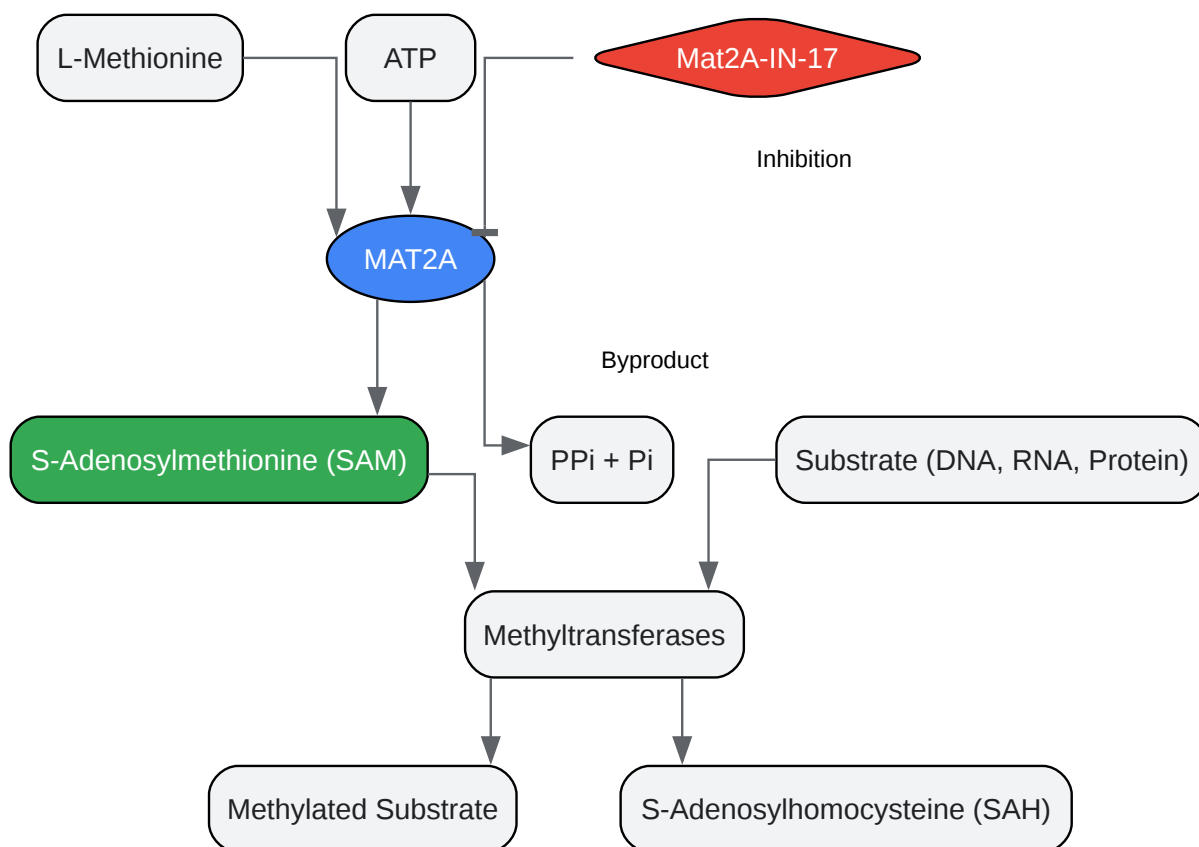 L-Methionine
ATP
Mat2A-IN-17
Inhibition
MAT2A
Byproduct
S-Adenosylmethionine (SAM)
PPi + Pi
Substrate (DNA, RNA, Protein)
Methyltransferases
Methylated Substrate
S-Adenosylhomocysteine (SAH)